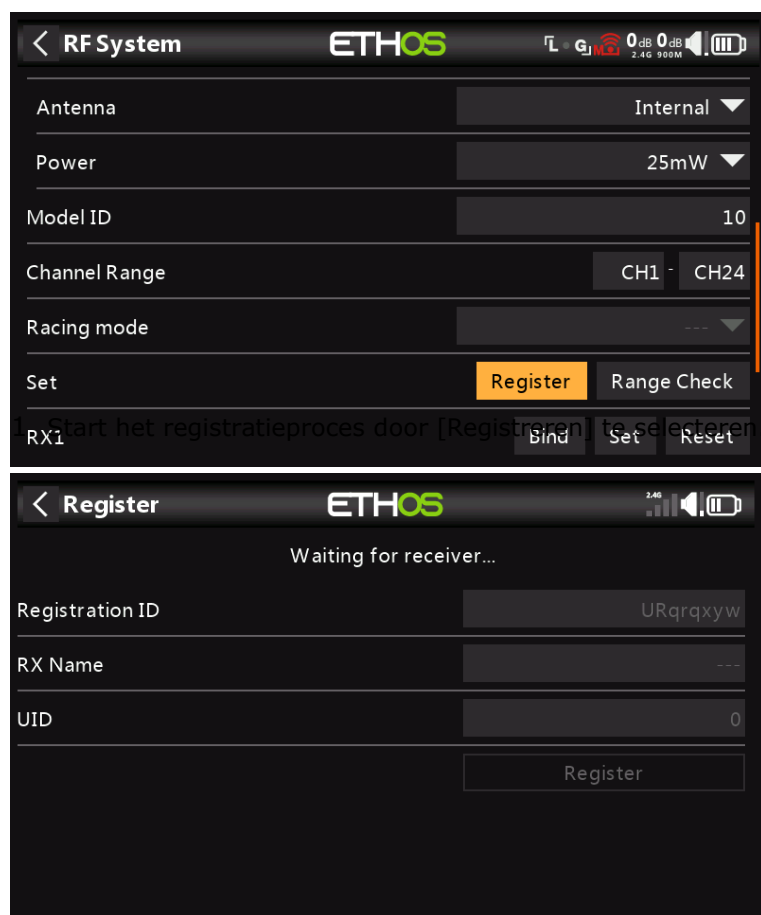 RF System ETHOS L G M 0dB 0dB 2.4G 900M
Antenna Internal
Power 25mW
Model ID 10
Channel Range CH1 - CH24
Racing mode ---
Set Register Range Check
1. Start het registratieproces door [Registreren] te selecteren
RX1 Bind Set Reset
Register ETHOS 2.4G
Waiting for receiver...
Registration ID URqrqxyw
RX Name ---
UID 0
Register